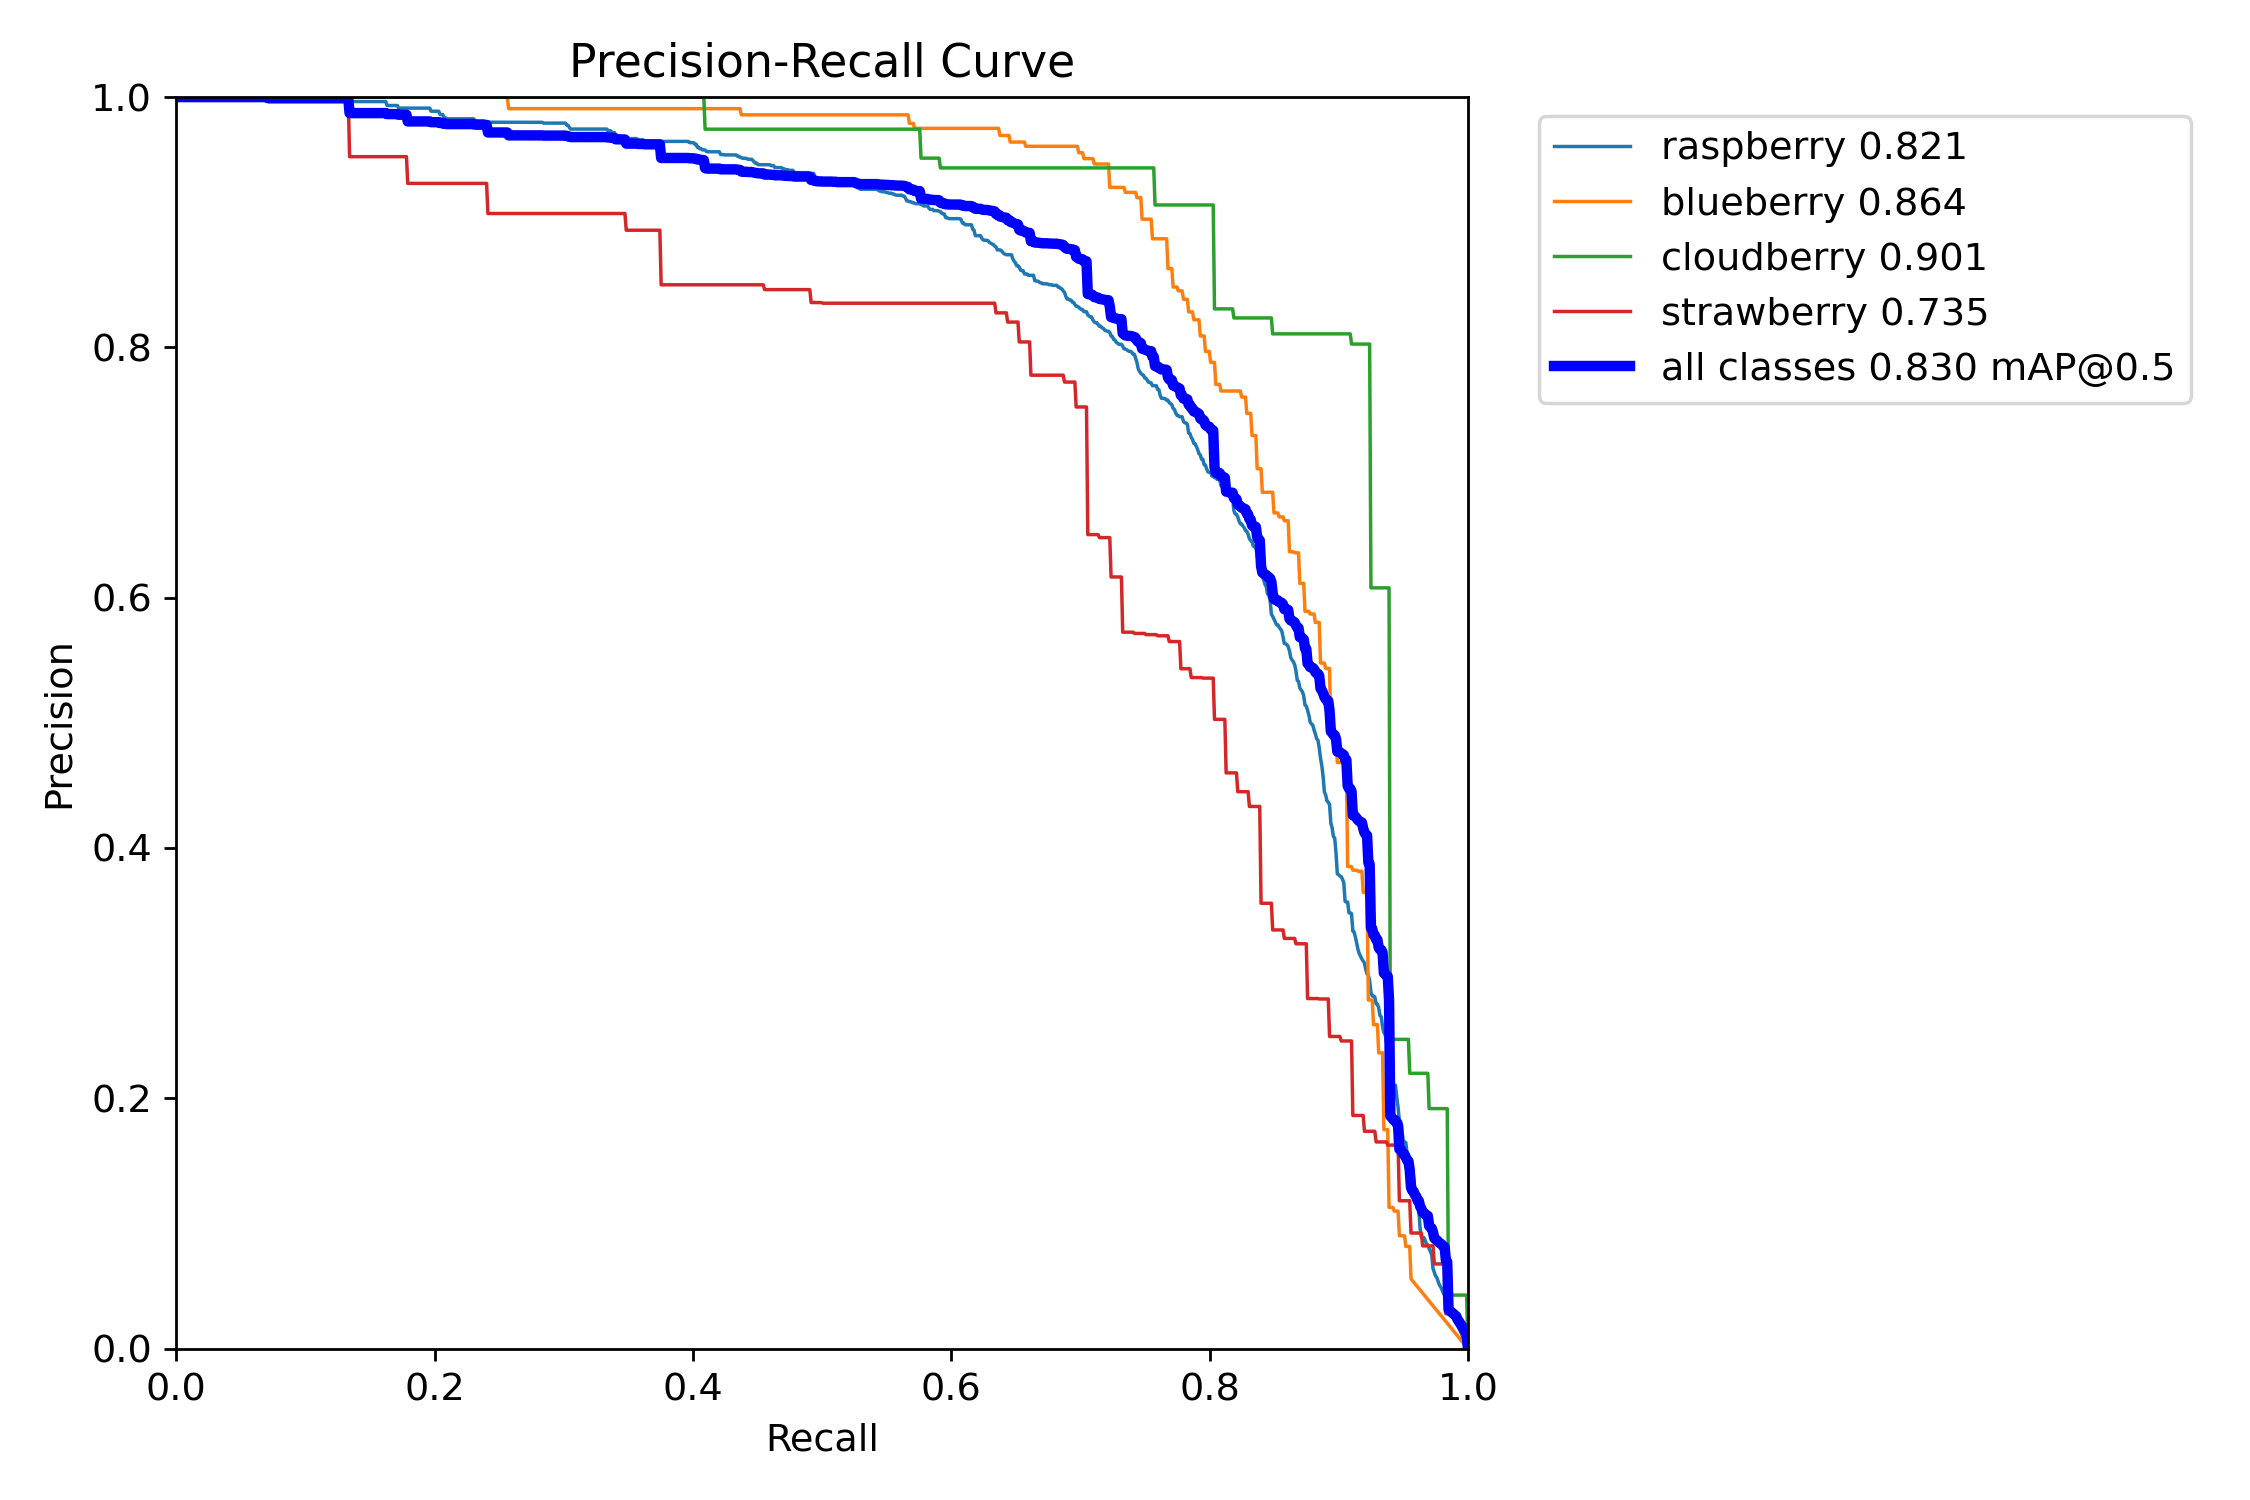 Precision-Recall Curve
1.0
0.8
0.6
0.4
0.2
0.0
Precision
0.0 0.2 0.4 0.6 0.8 1.0
Recall
raspberry 0.821
blueberry 0.864
cloudberry 0.901
strawberry 0.735
all classes 0.830 mAP@0.5